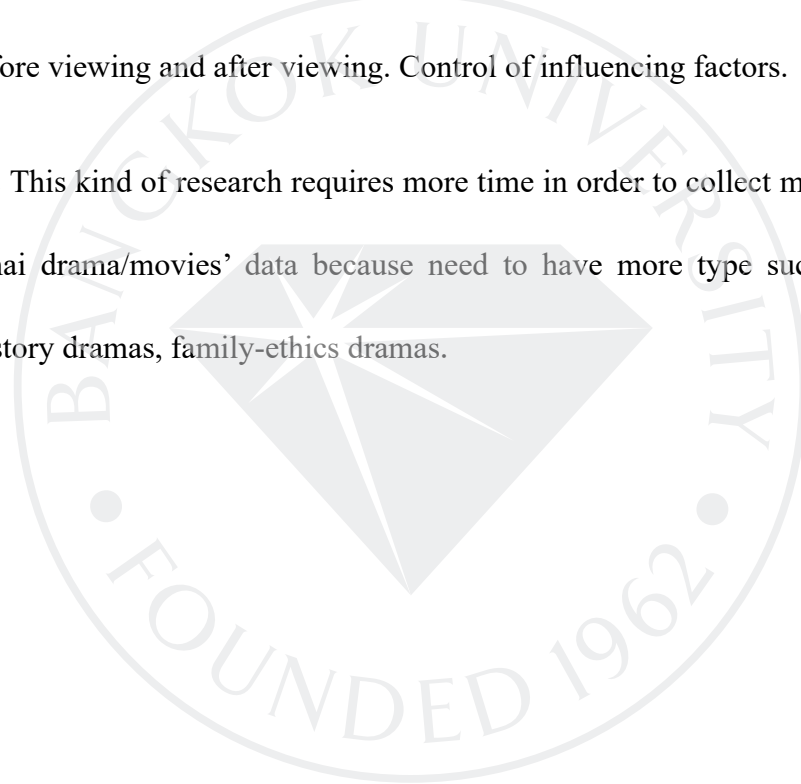 ore viewing and after viewing. Control of influencing factors.
This kind of research requires more time in order to collect m
ai drama/movies’ data because need to have more type suc
story dramas, family-ethics dramas.
BANGKOK UNIVERSITY
FOUNDED 1962